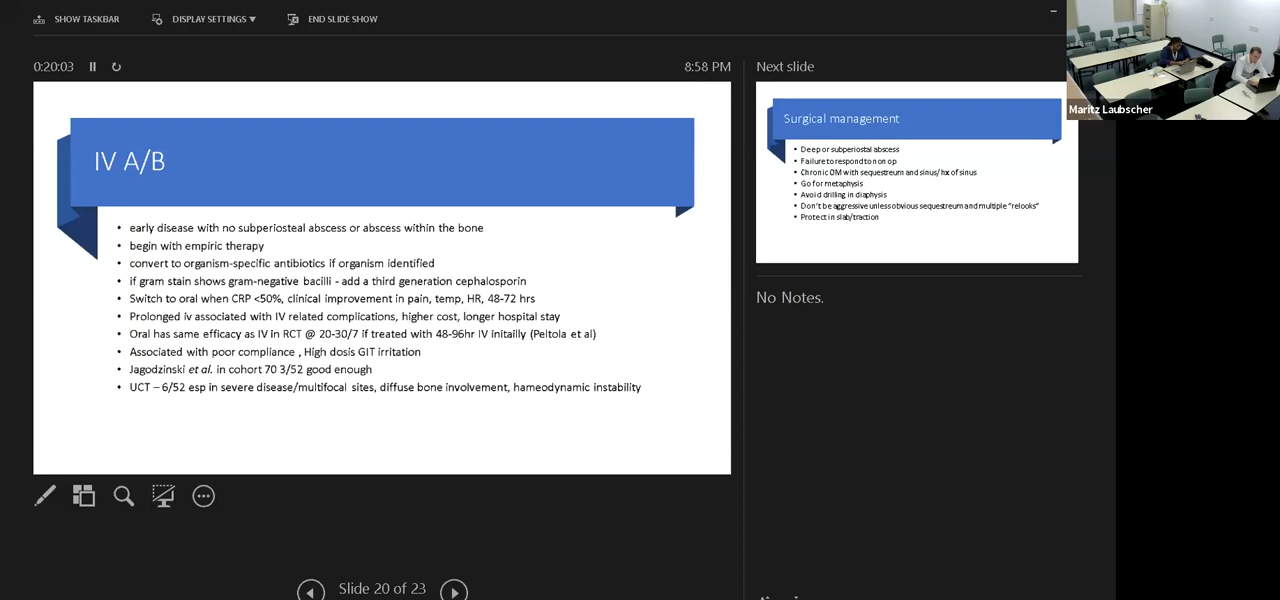 SHOW TASKBAR
DISPLAY SETTINGS ▾
END SLIDE SHOW
0:20:03
8:58 PM
IV A/B
• early disease with no subperiosteal abscess or abscess within the bone
• begin with empiric therapy
• convert to organism-specific antibiotics if organism identified
• if gram stain shows gram-negative bacilli - add a third generation cephalosporin
• Switch to oral when CRP <50%, clinical improvement in pain, temp, HR, 48-72 hrs
• Prolonged iv associated with IV related complications, higher cost, longer hospital stay
• Oral has same efficacy as IV in RCT @ 20-30/7 if treated with 48-96hr IV initailly (Peltola et al)
• Associated with poor compliance , High dosis GIT irritation
• Jagodzinski et al. in cohort 70 3/52 good enough
• UCT – 6/52 esp in severe disease/multifocal sites, diffuse bone involvement, hameodynamic instability
Slide 20 of 23
Next slide
Surgical management
• Deep or subperiostal abscess
• Failure to respond to non op
• Chronic OM with sequestreum and sinus/ hx of sinus
• Go for metaphysis
• Avoid drilling in diaphysis
• Don't be aggressive unless obvious sequestreum and multiple "relooks"
• Protect in slab/traction
No Notes.
Maritz Laubscher